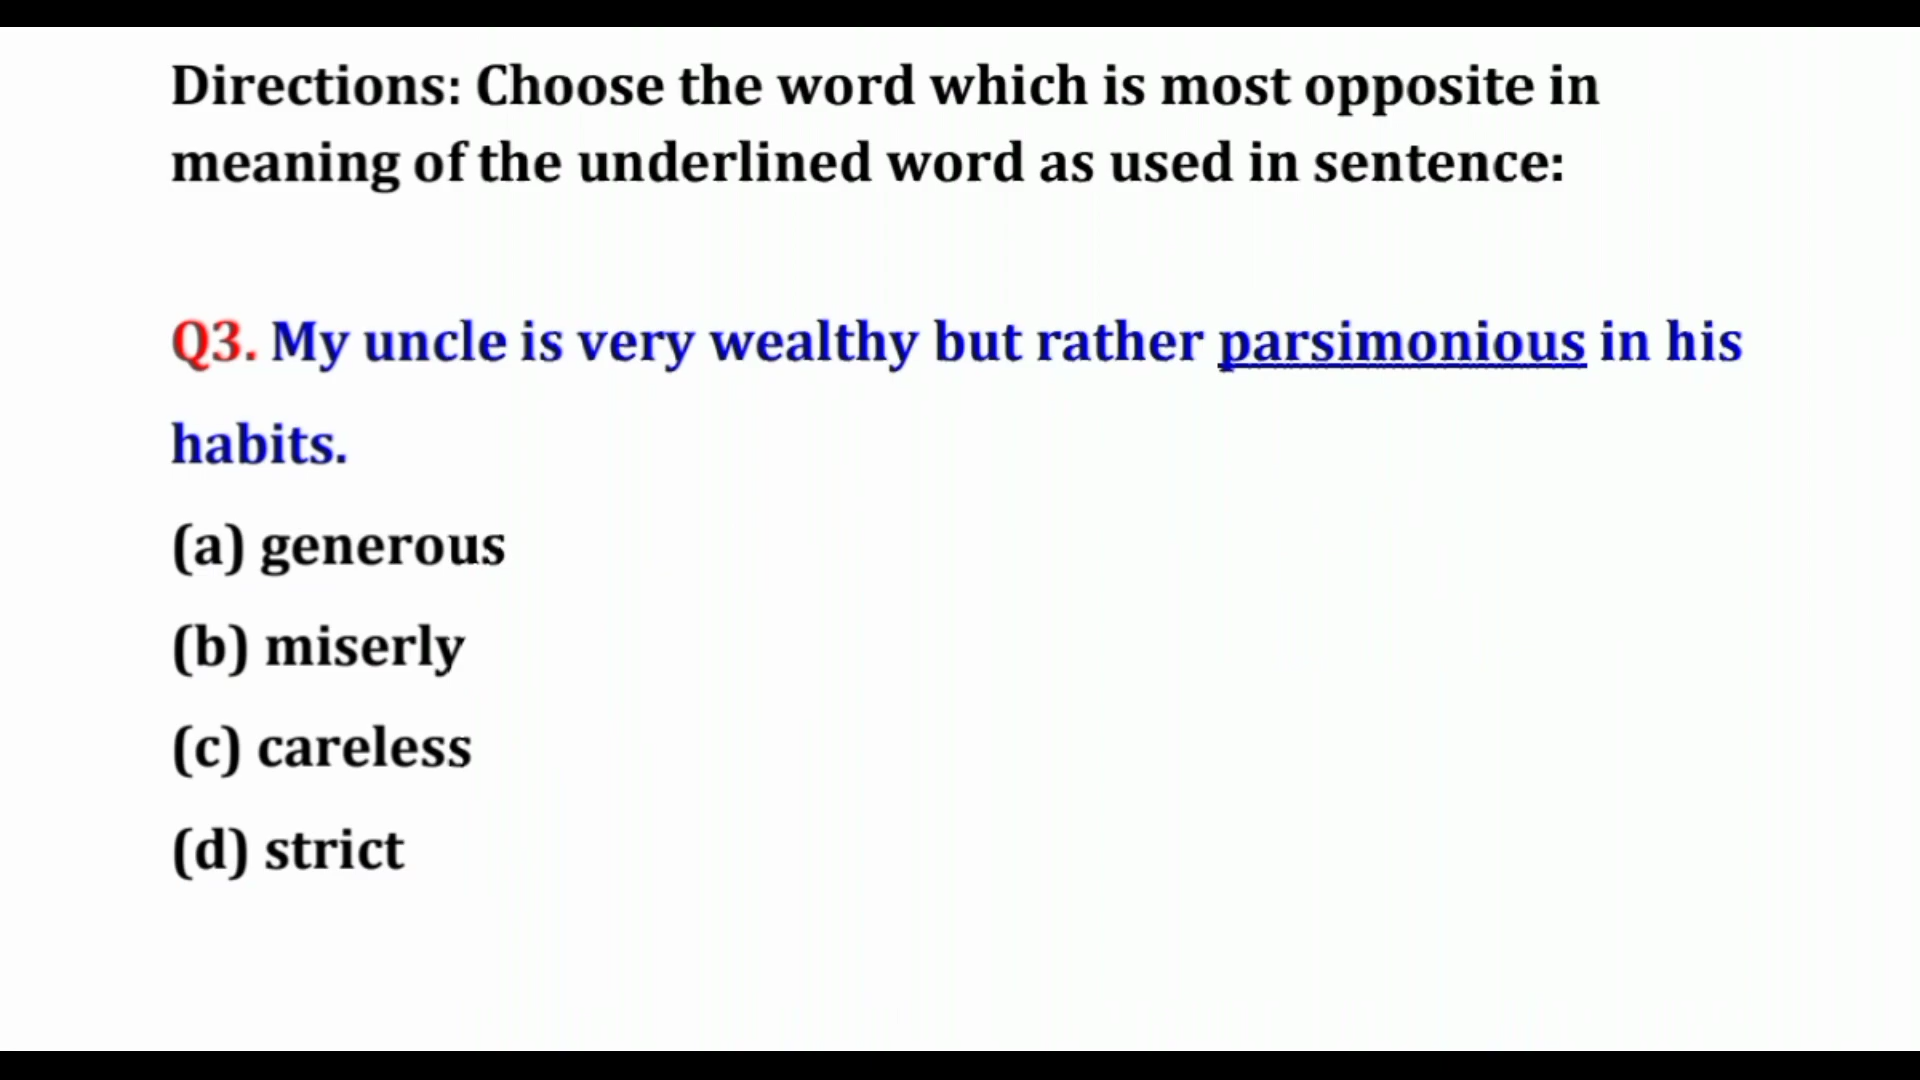 Directions: Choose the word which is most opposite in
meaning of the underlined word as used in sentence:
Q3. My uncle is very wealthy but rather parsimonious in his
habits.
(a) generous
(b) miserly
(c) careless
(d) strict